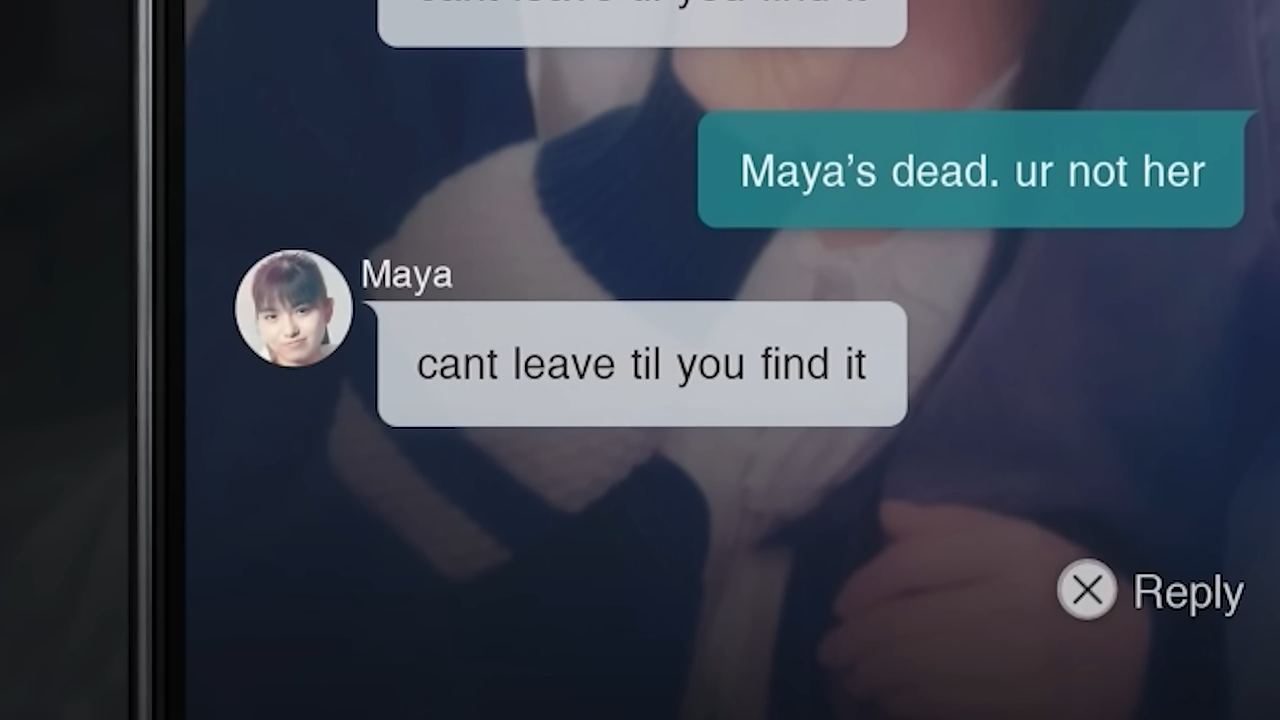 Maya’s dead. ur not her
Maya
cant leave til you find it
Reply